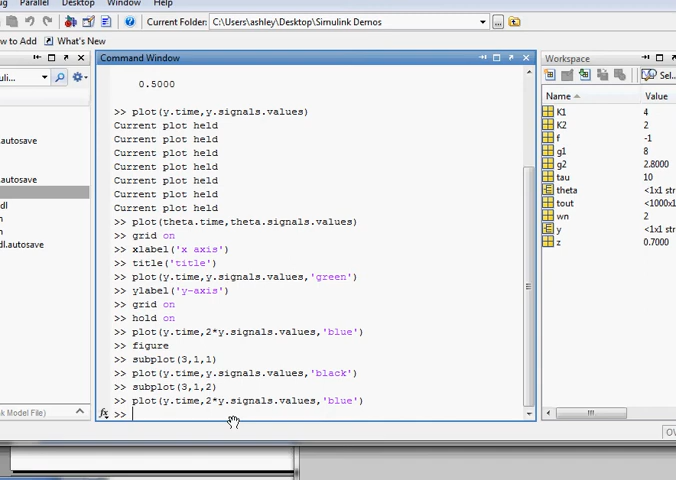 Parallel Desktop Window Help
Current Folder: C:\Users\ashley\Desktop\Simulink Demos
to Add What's New
Command Window
Workspace
0.5000
Sel...
Name Value
>> plot(y.time,y.signals.values)
K1 4
Current plot held
K2 2
Current plot held
f -1
.autosave
Current plot held
g1 8
Current plot held
g2 2.8000
Current plot held
tau 10
.autosave
Current plot held
theta <1x1 str
Current plot held
tout <1000x1
>> plot(theta.time,theta.signals.values)
wn 2
>> grid on
y <1x1 str
>> xlabel('x axis')
z 0.7000
dl.autosave
>> title('title')
>> plot(y.time,y.signals.values,'green')
>> ylabel('y-axis')
>> grid on
>> hold on
>> plot(y.time,2*y.signals.values,'blue')
>> figure
>> subplot(3,1,1)
>> plot(y.time,y.signals.values,'black')
>> subplot(3,1,2)
>> plot(y.time,2*y.signals.values,'blue')
Model File)
fx >>